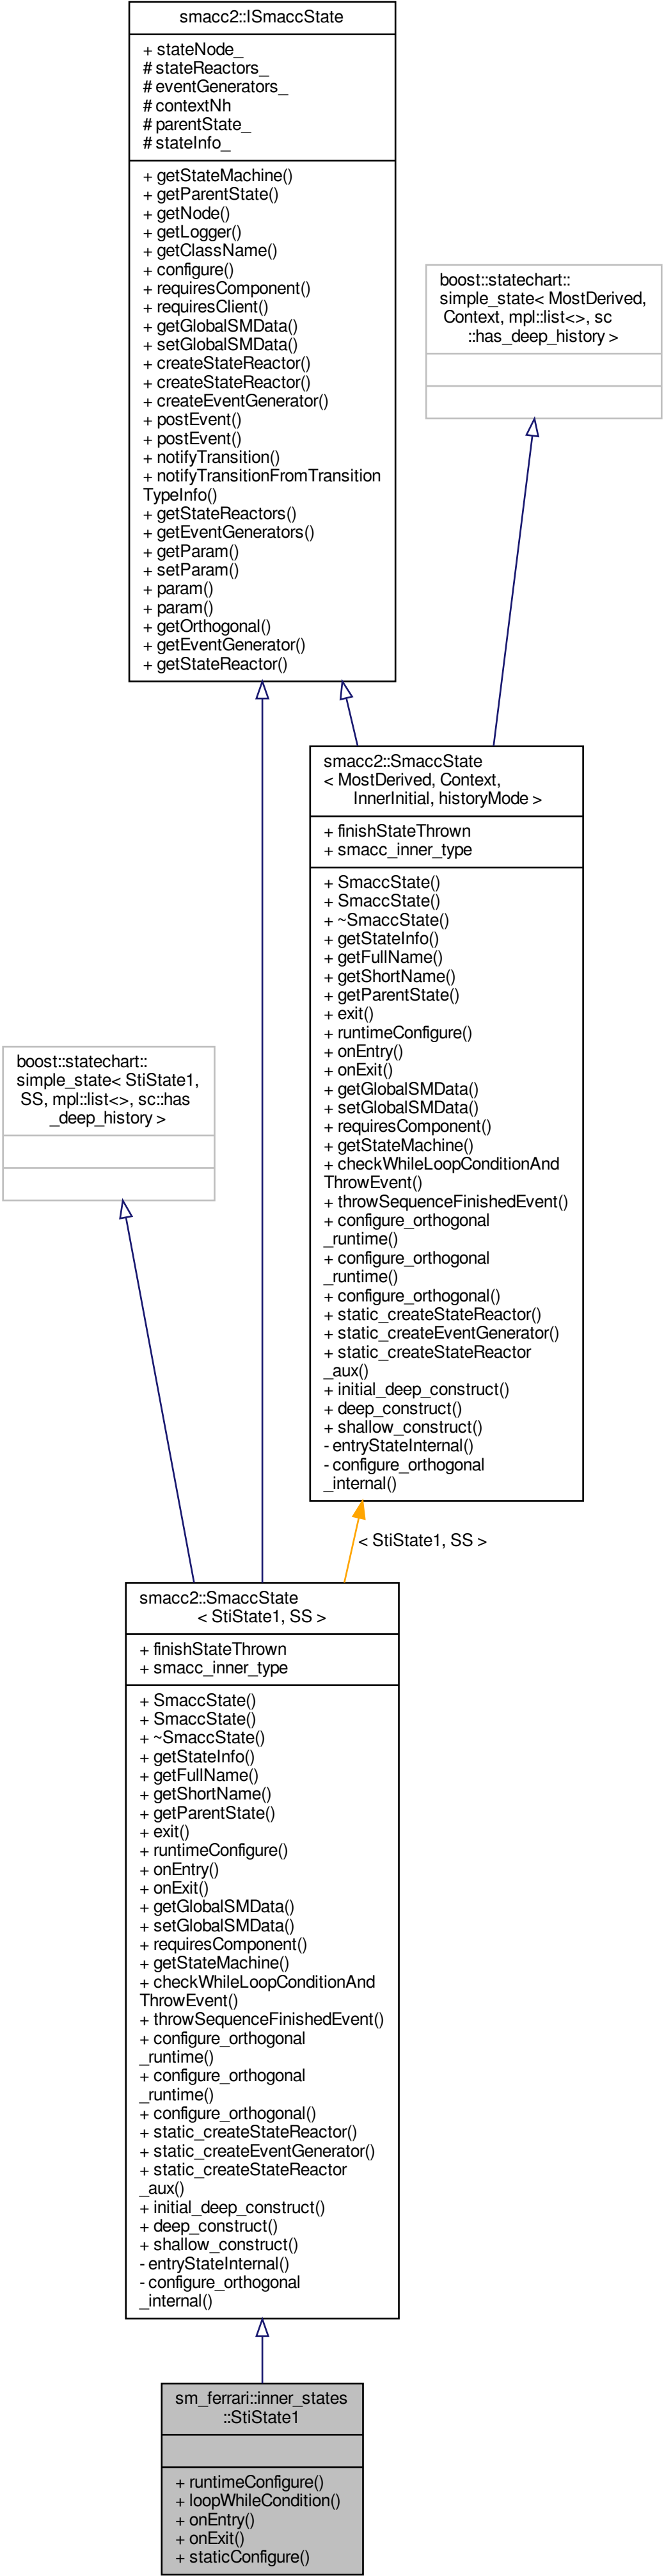 smacc2::ISmaccState
+ stateNode_
# stateReactors_
# eventGenerators_
# contextNh
# parentState_
# stateInfo_
+ getStateMachine()
+ getParentState()
+ getNode()
+ getLogger()
+ getClassName()
+ configure()
+ requiresComponent()
+ requiresClient()
+ getGlobalSMData()
+ setGlobalSMData()
+ createStateReactor()
+ createStateReactor()
+ createEventGenerator()
+ postEvent()
+ postEvent()
+ notifyTransition()
+ notifyTransitionFromTransition
TypeInfo()
+ getStateReactors()
+ getEventGenerators()
+ getParam()
+ setParam()
+ param()
+ param()
+ getOrthogonal()
+ getEventGenerator()
+ getStateReactor()
boost::statechart::
simple_state< MostDerived,
Context, mpl::list<>, sc
::has_deep_history >
smacc2::SmaccState
< MostDerived, Context,
InnerInitial, historyMode >
+ finishStateThrown
+ smacc_inner_type
+ SmaccState()
+ SmaccState()
+ ~SmaccState()
+ getStateInfo()
+ getFullName()
+ getShortName()
+ getParentState()
+ exit()
+ runtimeConfigure()
+ onEntry()
+ onExit()
+ getGlobalSMData()
+ setGlobalSMData()
+ requiresComponent()
+ getStateMachine()
+ checkWhileLoopConditionAnd
ThrowEvent()
+ throwSequenceFinishedEvent()
+ configure_orthogonal
_runtime()
+ configure_orthogonal
_runtime()
+ configure_orthogonal()
+ static_createStateReactor()
+ static_createEventGenerator()
+ static_createStateReactor
_aux()
+ initial_deep_construct()
+ deep_construct()
+ shallow_construct()
- entryStateInternal()
- configure_orthogonal
_internal()
boost::statechart::
simple_state< StiState1,
SS, mpl::list<>, sc::has
_deep_history >
< StiState1, SS >
smacc2::SmaccState
< StiState1, SS >
+ finishStateThrown
+ smacc_inner_type
+ SmaccState()
+ SmaccState()
+ ~SmaccState()
+ getStateInfo()
+ getFullName()
+ getShortName()
+ getParentState()
+ exit()
+ runtimeConfigure()
+ onEntry()
+ onExit()
+ getGlobalSMData()
+ setGlobalSMData()
+ requiresComponent()
+ getStateMachine()
+ checkWhileLoopConditionAnd
ThrowEvent()
+ throwSequenceFinishedEvent()
+ configure_orthogonal
_runtime()
+ configure_orthogonal
_runtime()
+ configure_orthogonal()
+ static_createStateReactor()
+ static_createEventGenerator()
+ static_createStateReactor
_aux()
+ initial_deep_construct()
+ deep_construct()
+ shallow_construct()
- entryStateInternal()
- configure_orthogonal
_internal()
sm_ferrari::inner_states
::StiState1
+ runtimeConfigure()
+ loopWhileCondition()
+ onEntry()
+ onExit()
+ staticConfigure()